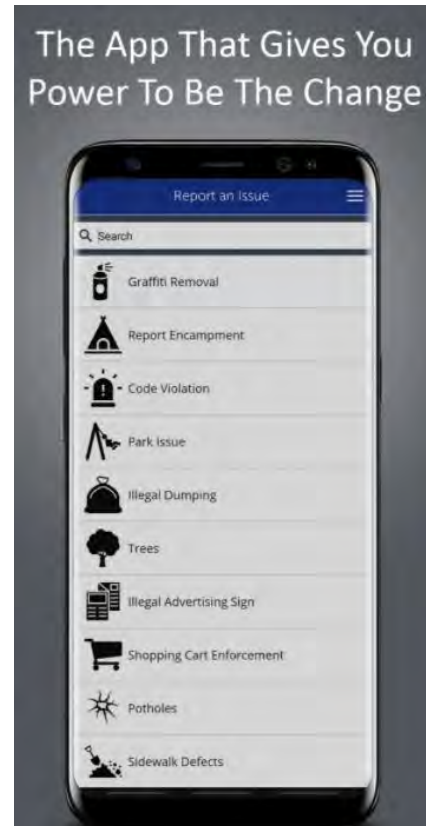 The App That Gives You
Power To Be The Change
Report an Issue
Search
Graffiti Removal
Report Encampment
Code Violation
Park Issue
Illegal Dumping
Trees
Illegal Advertising Sign
Shopping Cart Enforcement
Potholes
Sidewalk Defects